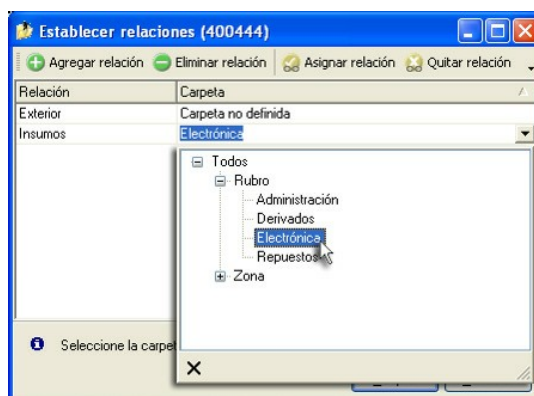 Establecer relaciones (400444)
Agregar relación Eliminar relación Asignar relación Quitar relación
Relación Carpeta
Exterior Carpeta no definida
Insumos Electrónica
Todos
Rubro
Administración
Derivados
Electrónica
Repuestos
Zona
Seleccione la